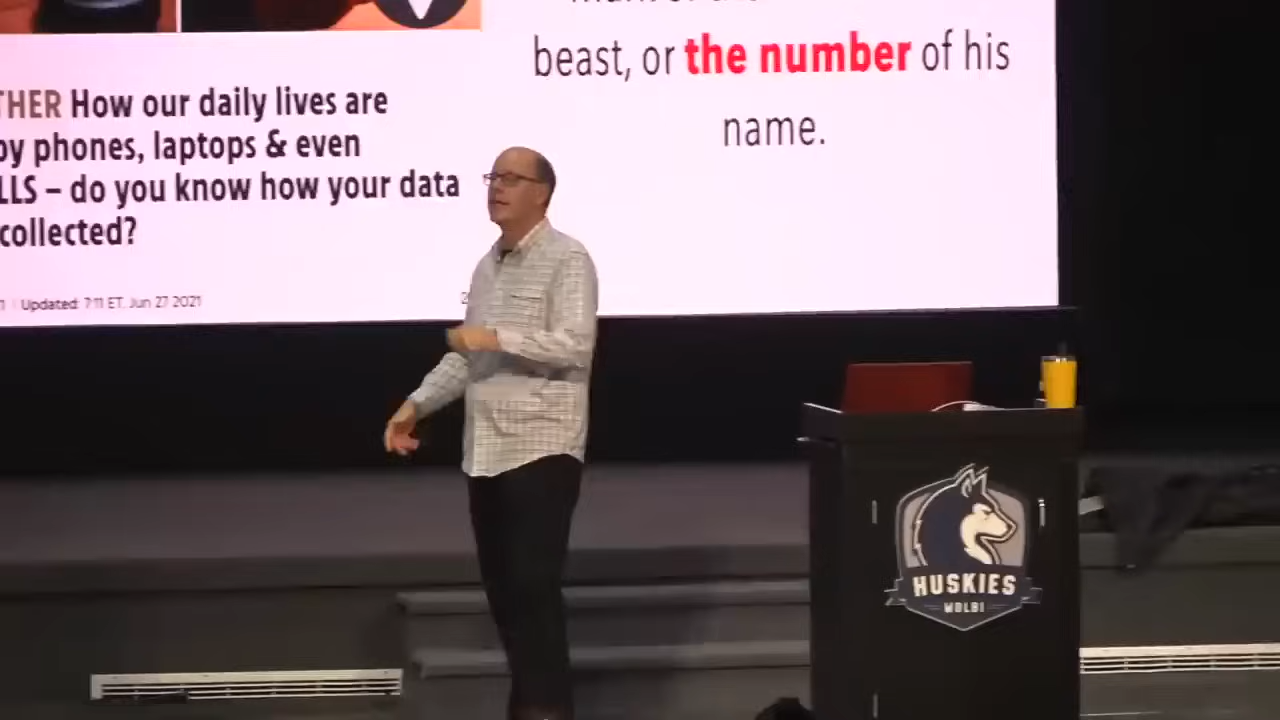 THER How our daily lives are
by phones, laptops & even
LLS – do you know how your data
collected?
Updated: 7:11 ET, Jun 27 2021
beast, or the number of his
name.
HUSKIES
WOLBI